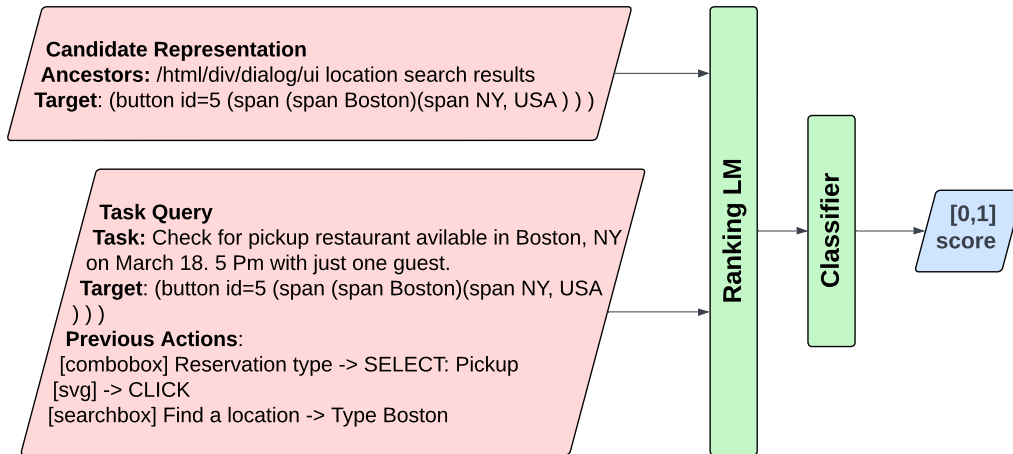 Candidate Representation
Ancestors: /html/div/dialog/ui location search results
Target: (button id=5 (span (span Boston)(span NY, USA ) ) )
Task Query
Task: Check for pickup restaurant avilable in Boston, NY
on March 18. 5 Pm with just one guest.
Target: (button id=5 (span (span Boston)(span NY, USA
) ) )
Previous Actions:
[combobox] Reservation type -> SELECT: Pickup
[svg] -> CLICK
[searchbox] Find a location -> Type Boston
Ranking LM
Classifier
[0,1]
score